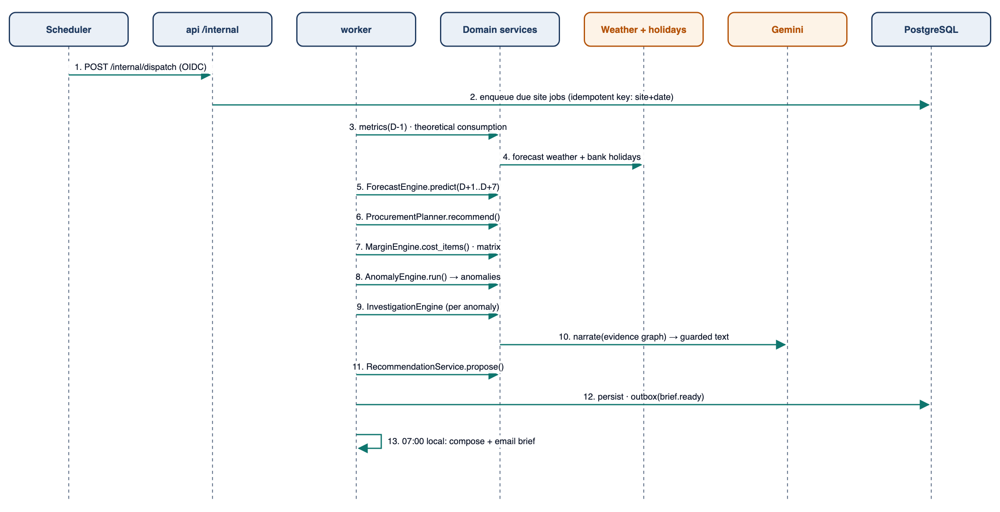 Scheduler
api /internal
worker
Domain services
Weather + holidays
Gemini
PostgreSQL
1. POST /internal/dispatch (OIDC)
2. enqueue due site jobs (idempotent key: site+date)
3. metrics(D-1) · theoretical consumption
4. forecast weather + bank holidays
5. ForecastEngine.predict(D+1..D+7)
6. ProcurementPlanner.recommend()
7. MarginEngine.cost_items() · matrix
8. AnomalyEngine.run() → anomalies
9. InvestigationEngine (per anomaly)
10. narrate(evidence graph) → guarded text
11. RecommendationService.propose()
12. persist · outbox(brief.ready)
13. 07:00 local: compose + email brief